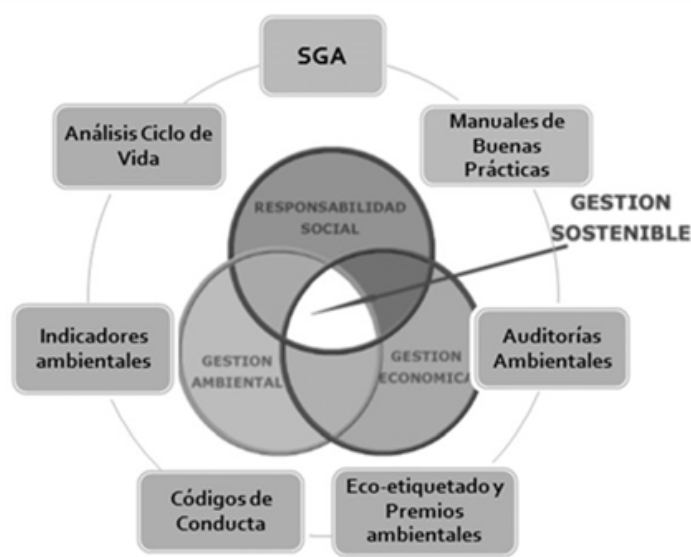 SGA
Análisis Ciclo de
Vida
Manuales de
Buenas
Prácticas
RESPONSABILIDAD
SOCIAL
GESTION
SOSTENIBLE
Indicadores
ambientales
GESTION
AMBIENTAL
GESTION
ECONOMICA
Auditorías
Ambientales
Códigos de
Conducta
Eco-etiquetado y
Premios
ambientales